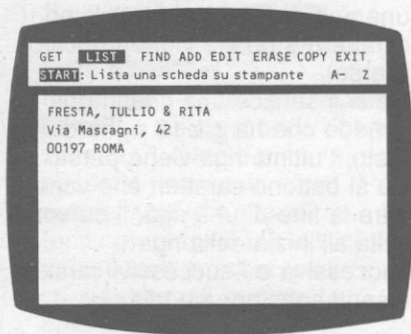 GET LIST FIND ADD EDIT ERASE COPY EXIT
START: Lista una scheda su stampante A- Z
FRESTA, TULLIO & RITA
Via Mascagni, 42
00197 ROMA